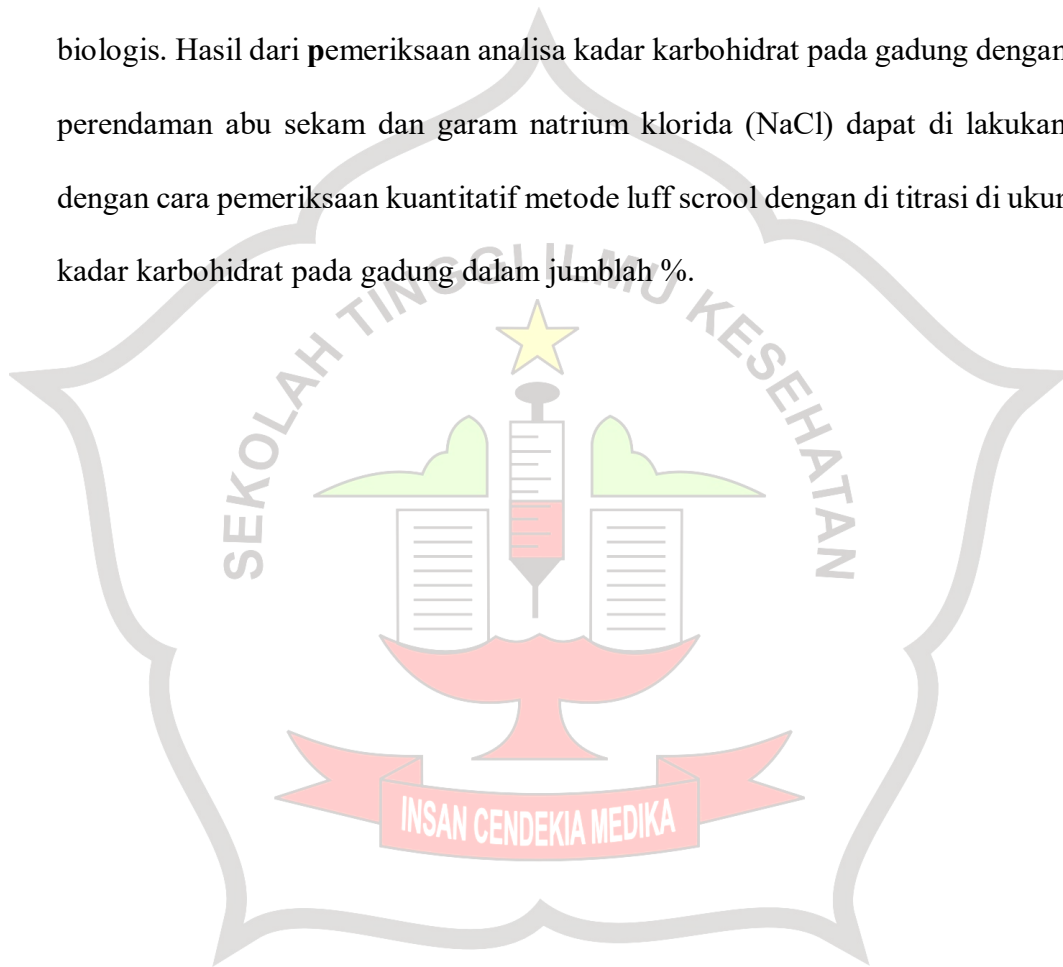 biologis. Hasil dari pemeriksaan analisa kadar karbohidrat pada gadung dengan
perendaman abu sekam dan garam natrium klorida (NaCl) dapat di lakukan
dengan cara pemeriksaan kuantitatif metode luff scrool dengan di titrasi di ukur
kadar karbohidrat pada gadung dalam jumblah %.
SEKOLAH TINGGI ILMU KESEHATAN
INSAN CENDEKIA MEDIKA